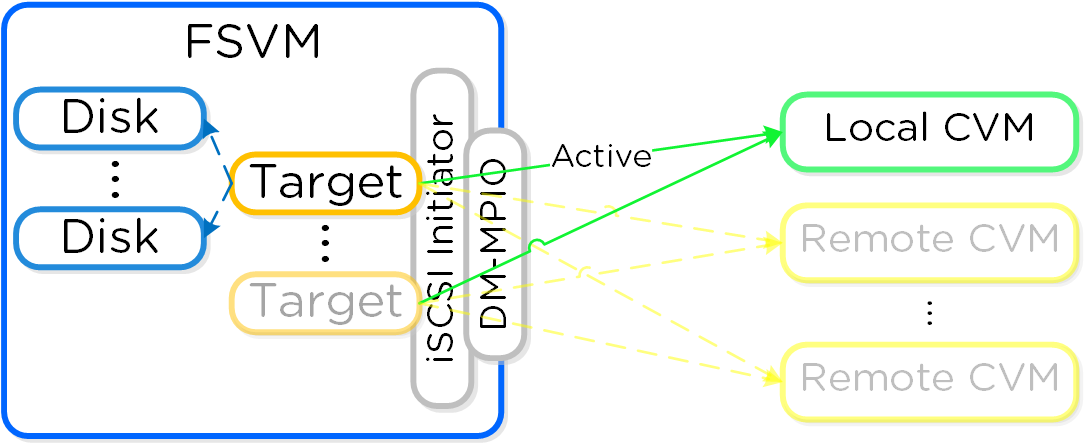 FSVM
Disk
Disk
Target
Target
iSCSI Initiator
DM-MPIO
Active
Local CVM
Remote CVM
Remote CVM